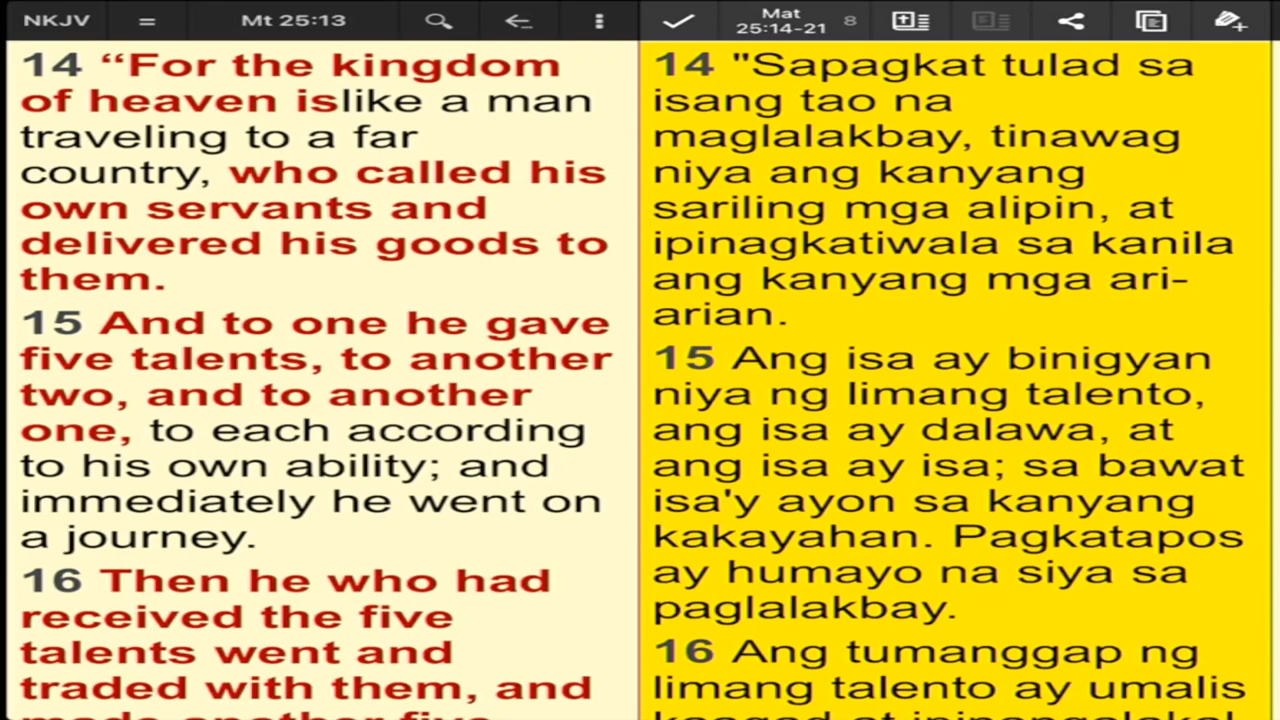 NKJV = Mt 25:13
14 “For the kingdom
of heaven islike a man
traveling to a far
country, who called his
own servants and
delivered his goods to
them.
15 And to one he gave
five talents, to another
two, and to another
one, to each according
to his own ability; and
immediately he went on
a journey.
16 Then he who had
received the five
talents went and
traded with them, and
made another five
Mat
25:14-21 8
14 "Sapagkat tulad sa
isang tao na
maglalakbay, tinawag
niya ang kanyang
sariling mga alipin, at
ipinagkatiwala sa kanila
ang kanyang mga ari-
arian.
15 Ang isa ay binigyan
niya ng limang talento,
ang isa ay dalawa, at
ang isa ay isa; sa bawat
isa'y ayon sa kanyang
kakayahan. Pagkatapos
ay humayo na siya sa
paglalakbay.
16 Ang tumanggap ng
limang talento ay umalis
kaagad at ipinangalakal